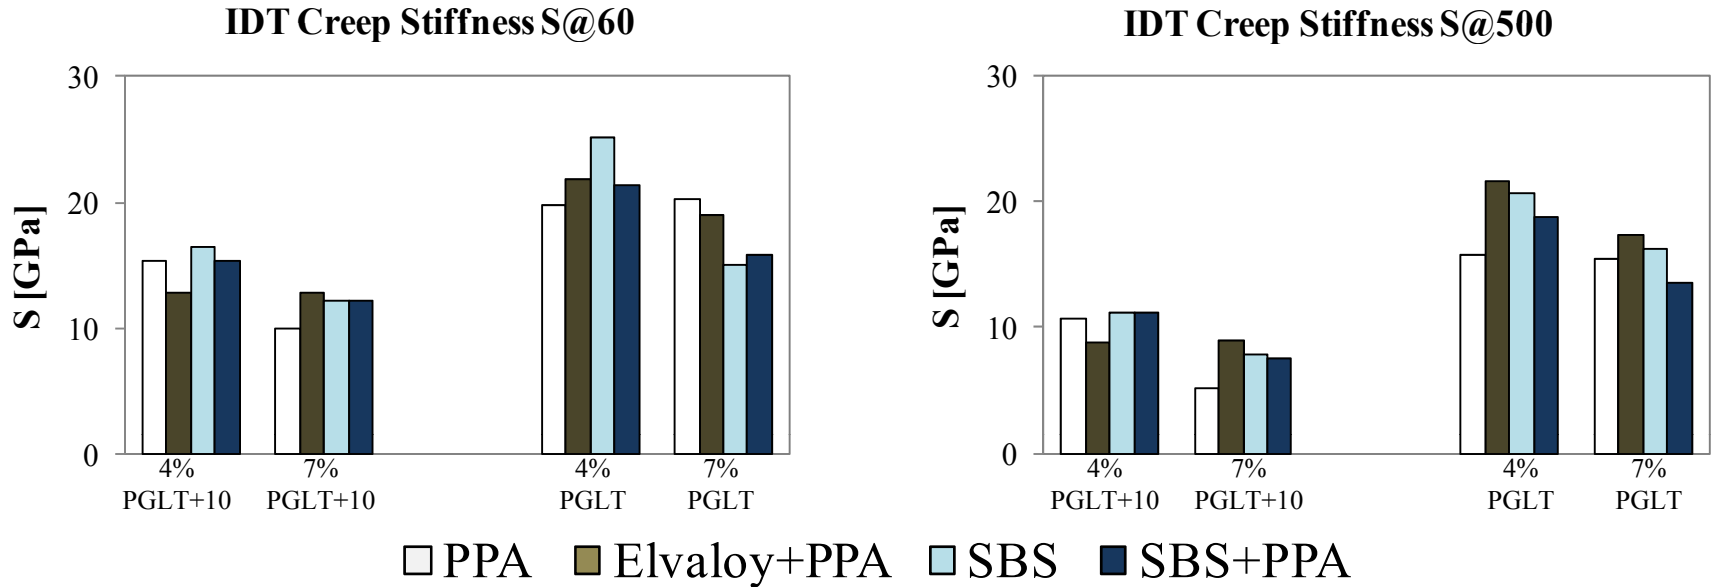 IDT Creep Stiffness S@60
30
20
10
0
S [GPa]
4% 7% 4% 7%
PGLT+10 PGLT+10 PGLT PGLT
IDT Creep Stiffness S@500
30
20
10
0
S [GPa]
4% 7% 4% 7%
PGLT+10 PGLT+10 PGLT PGLT
PPA Elvaloy+PPA SBS SBS+PPA